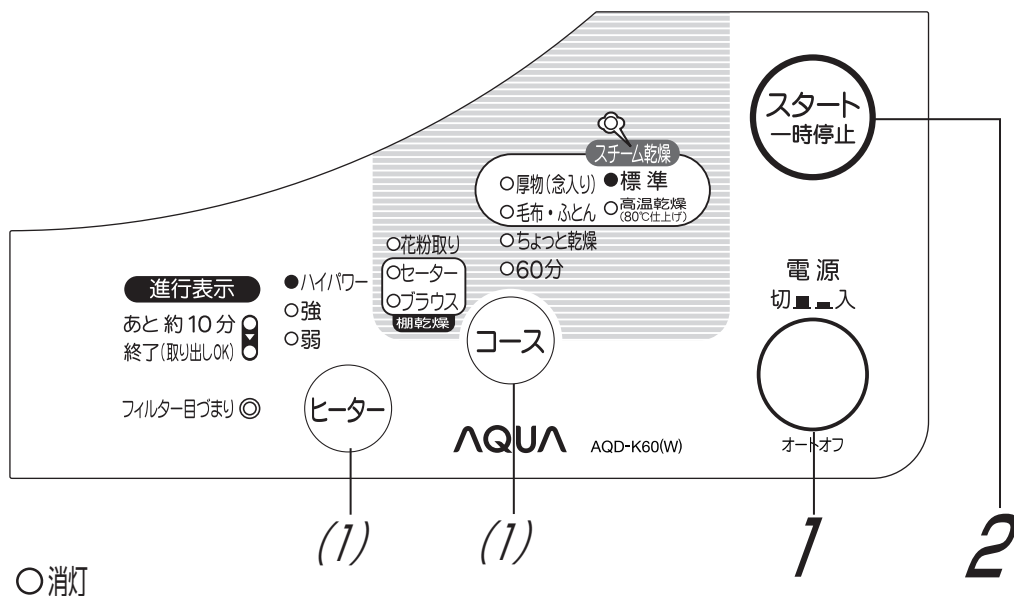 スタート
一時停止
スチーム乾燥
○厚物(念入り) ●標準
○毛布・ふとん ○高温乾燥
(80℃仕上げ)
○花粉取り ○ちょっと乾燥
○セーター ○60分
○ブラウス
棚乾燥
進行表示
あと 約10分
終了(取り出しOK)
●ハイパワー
○強
○弱
電源
切 入
コース
フィルター目づまり◎
ヒーター
AQUA AQD-K60(W)
オートオフ
(1) (1) 1 2
○消灯